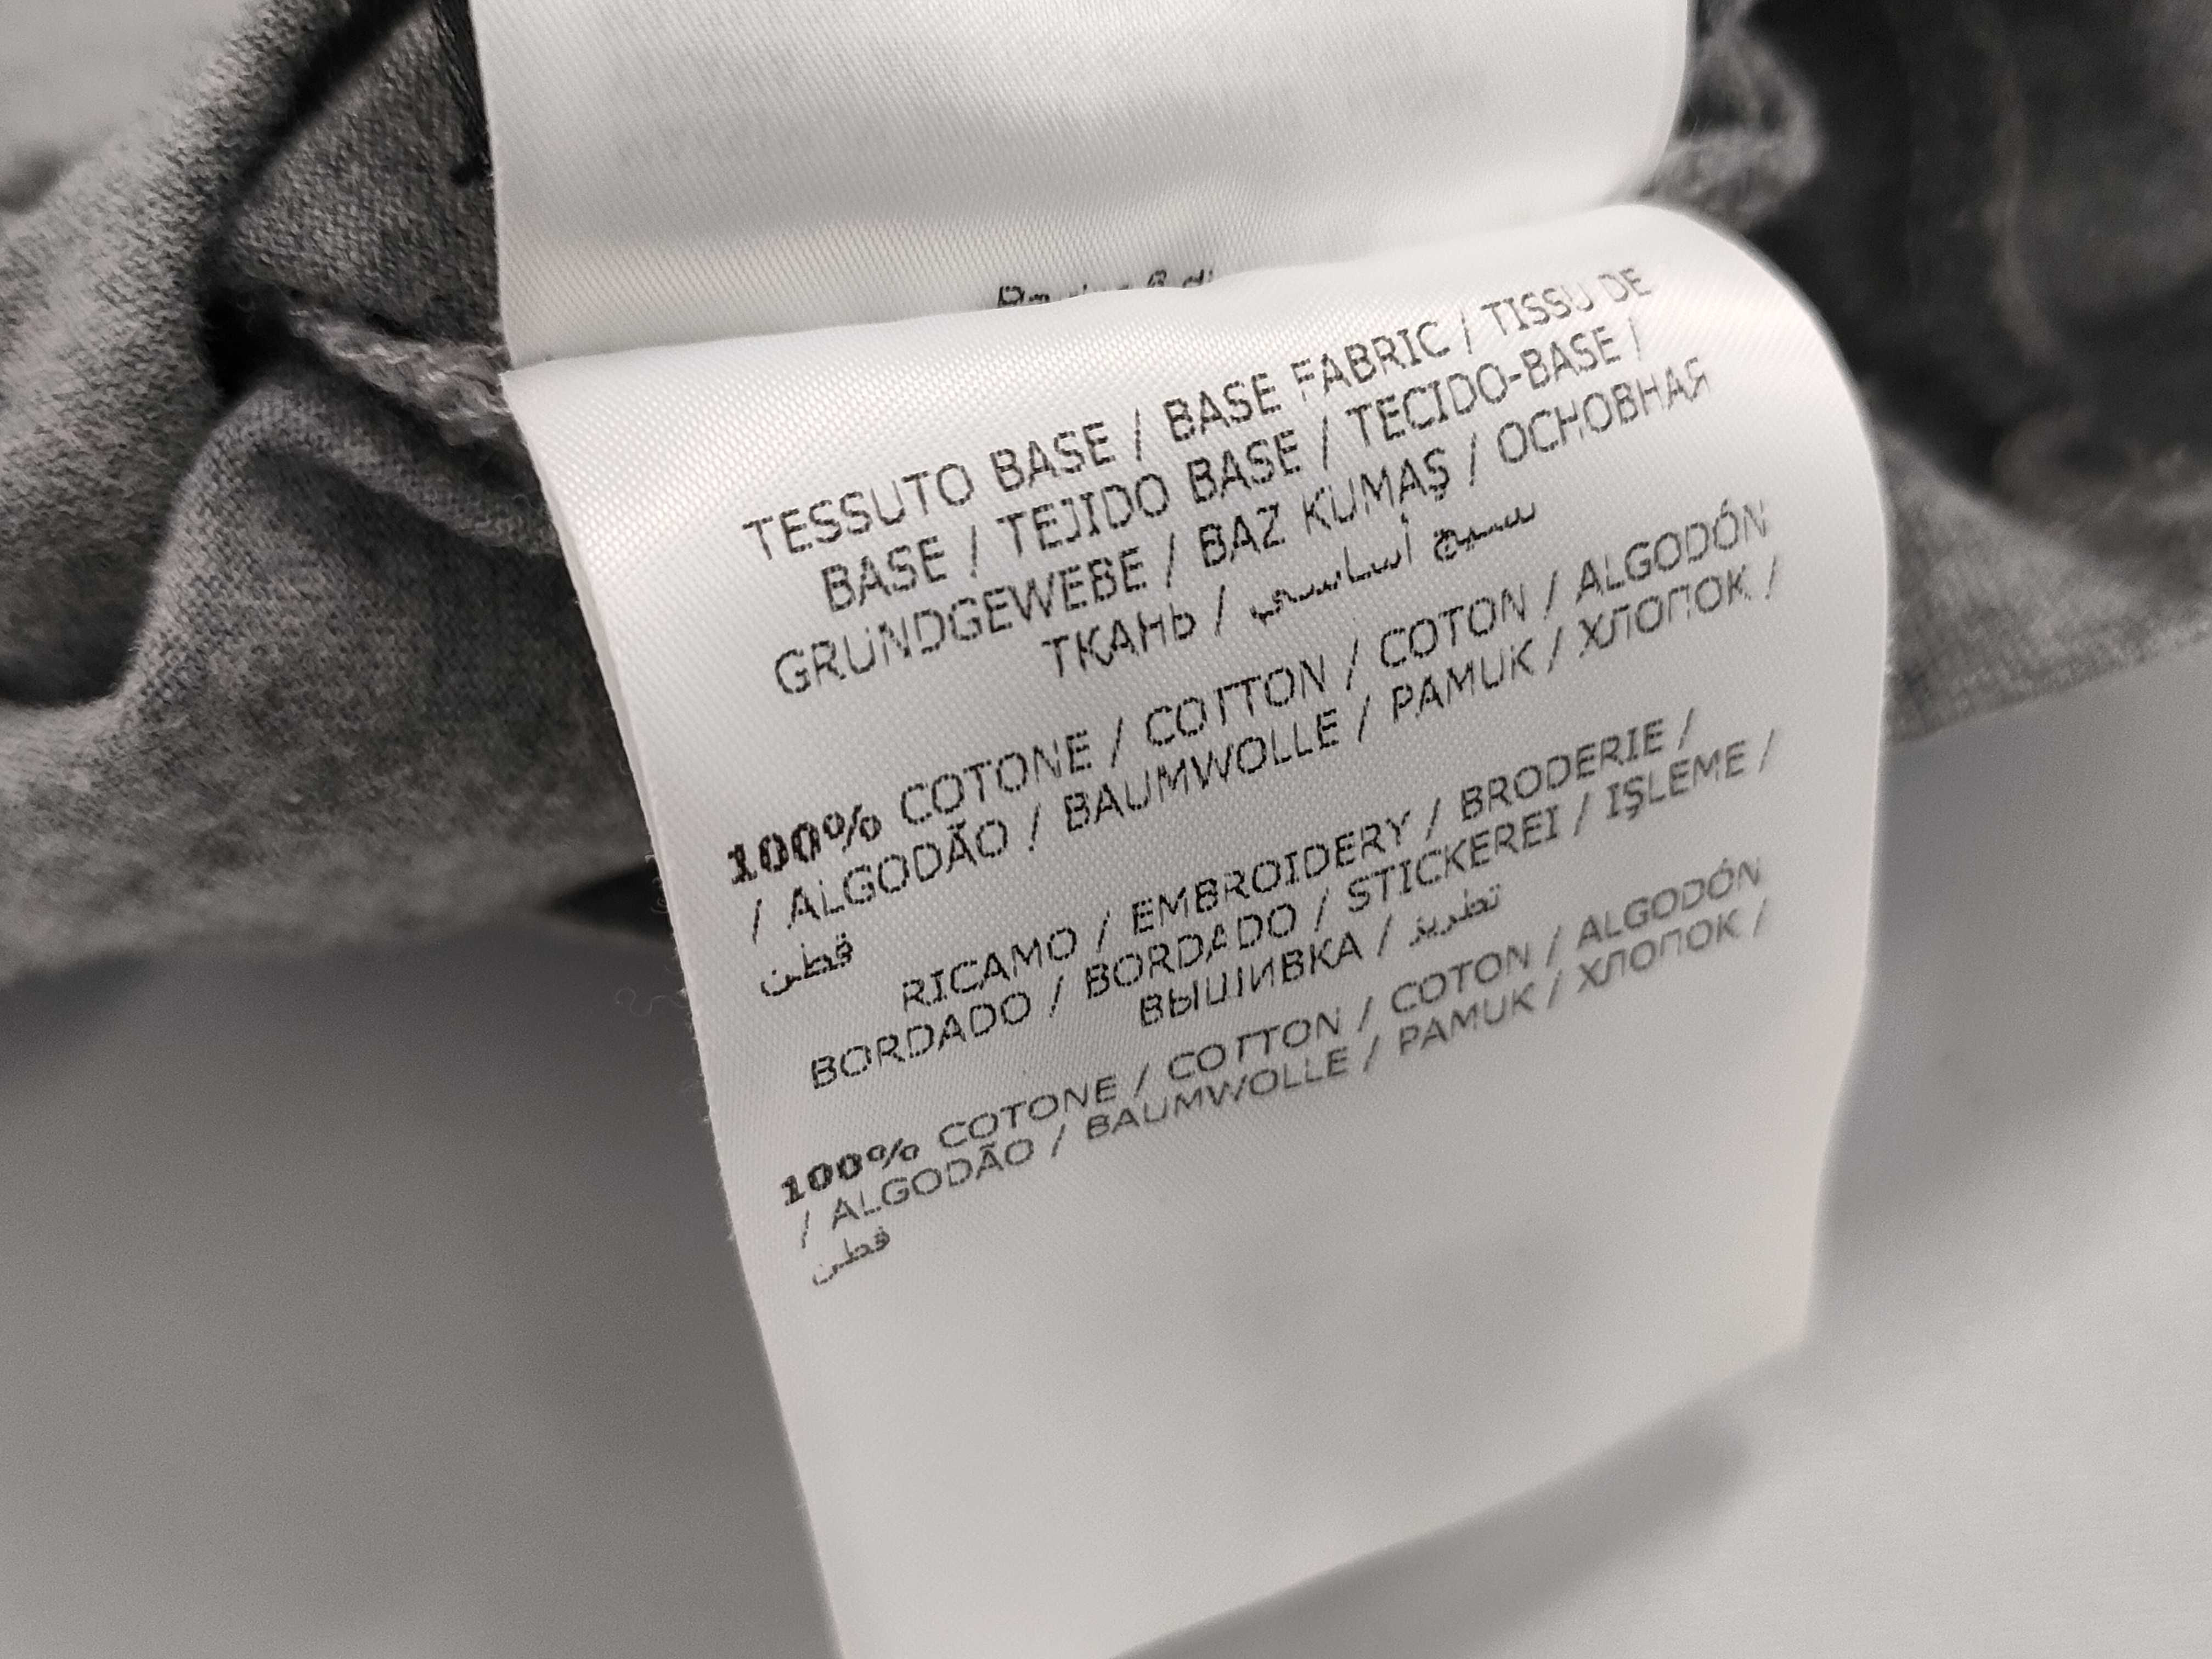 TESSUTO BASE / BASE FABRIC / TISSU DE
BASE / TEJIDO BASE / TECIDO-BASE /
GRUNDGEWEBE / BAZ KUMAŞ / ОСНОВНАЯ
ТКАНЬ / نسيج أساسي
100% COTONE / COTTON / COTON / ALGODÓN
/ ALGODÃO / BAUMWOLLE / PAMUK / ХЛОПОК /
قطن
RICAMO / EMBROIDERY / BRODERIE /
BORDADO / BORDADO / STICKEREI / IŞLEME /
ВЫШИВКА / تطريز
100% COTONE / COTTON / COTON / ALGODÓN
/ ALGODÃO / BAUMWOLLE / PAMUK / ХЛОПОК /
قطن